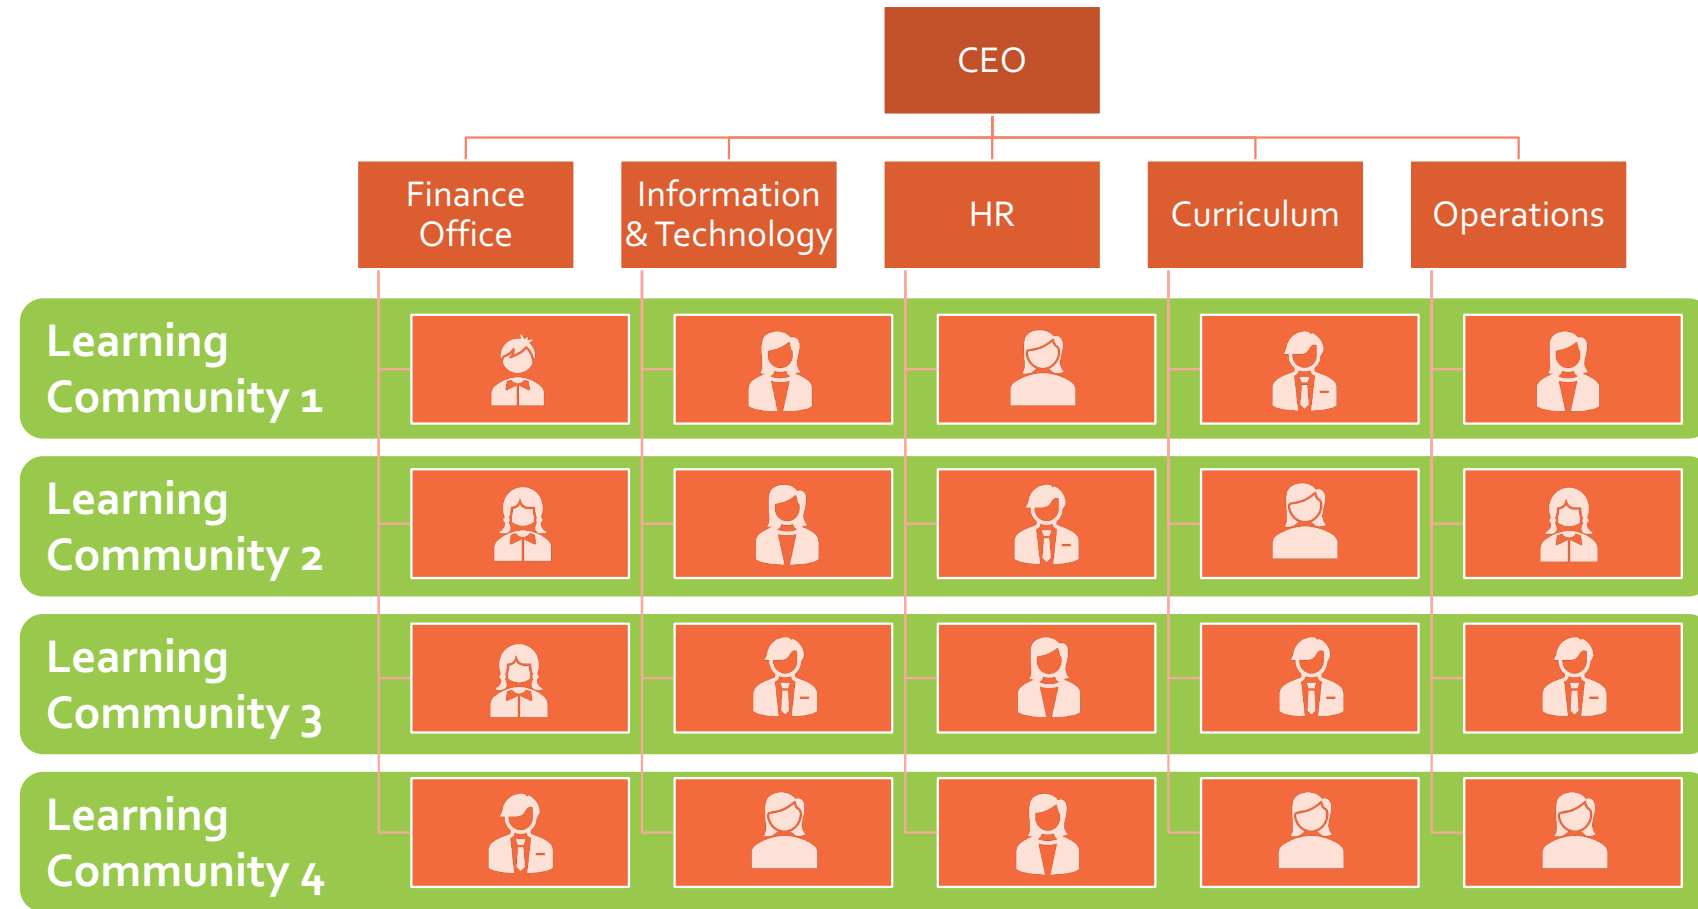 CEO
Finance
Office
Information
& Technology
HR
Curriculum
Operations
Learning
Community 1
Learning
Community 2
Learning
Community 3
Learning
Community 4